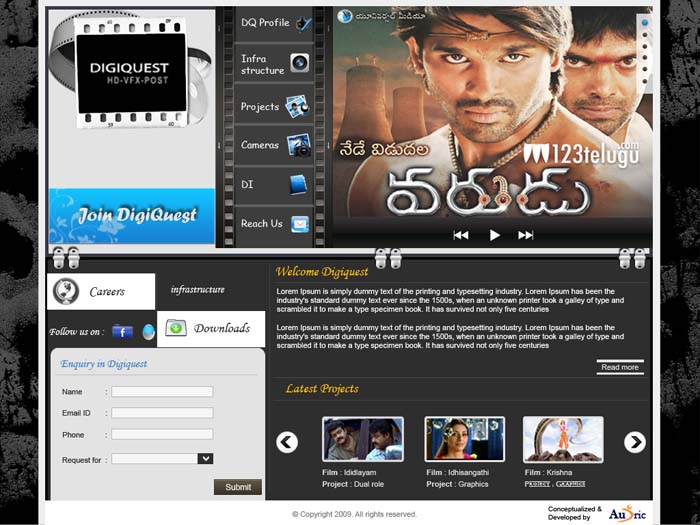 DIGIQUEST
HD-VFX-POST
Join DigiQuest
DQ Profile
Infra
structure
Projects
Cameras
DI
Reach Us
యూనివర్సల్ మీడియా
నేడే విడుదల
123telugu
.com
వరుడు
Careers
infrastructure
Follow us on :
Downloads
Enquiry in Digiquest
Name :
Email ID :
Phone :
Request for :
Submit
Welcome Digiquest
Lorem Ipsum is simply dummy text of the printing and typesetting industry. Lorem Ipsum has been the
industry's standard dummy text ever since the 1500s, when an unknown printer took a galley of type and
scrambled it to make a type specimen book. It has survived not only five centuries
Lorem Ipsum is simply dummy text of the printing and typesetting industry. Lorem Ipsum has been the
industry's standard dummy text ever since the 1500s, when an unknown printer took a galley of type and
scrambled it to make a type specimen book. It has survived not only five centuries
Read more
Latest Projects
Film : Ididlayam
Project : Dual role
Film : Idhisangathi
Project : Graphics
Film : Krishna
Project : Graphics
© Copyright 2009. All rights reserved.
Conceptualized &
Developed by
Auric